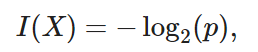 I(X) = − log₂(p),